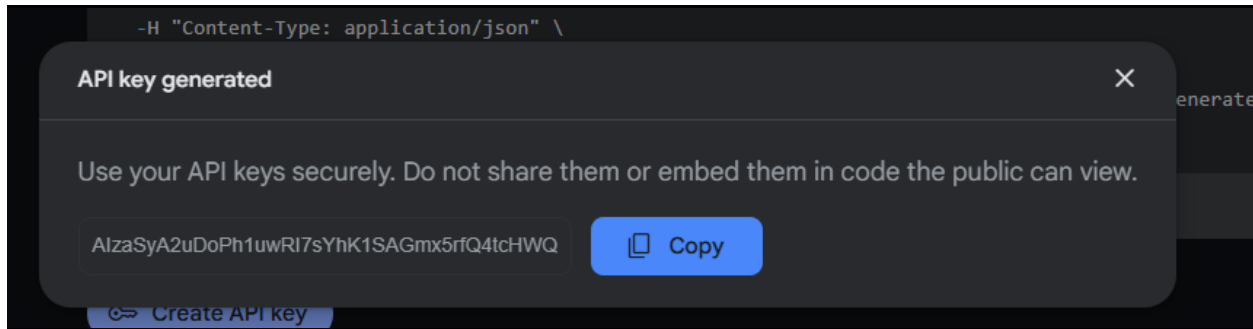 -H "Content-Type: application/json" \
API key generated
enerate
Use your API keys securely. Do not share them or embed them in code the public can view.
Copy
Create API key